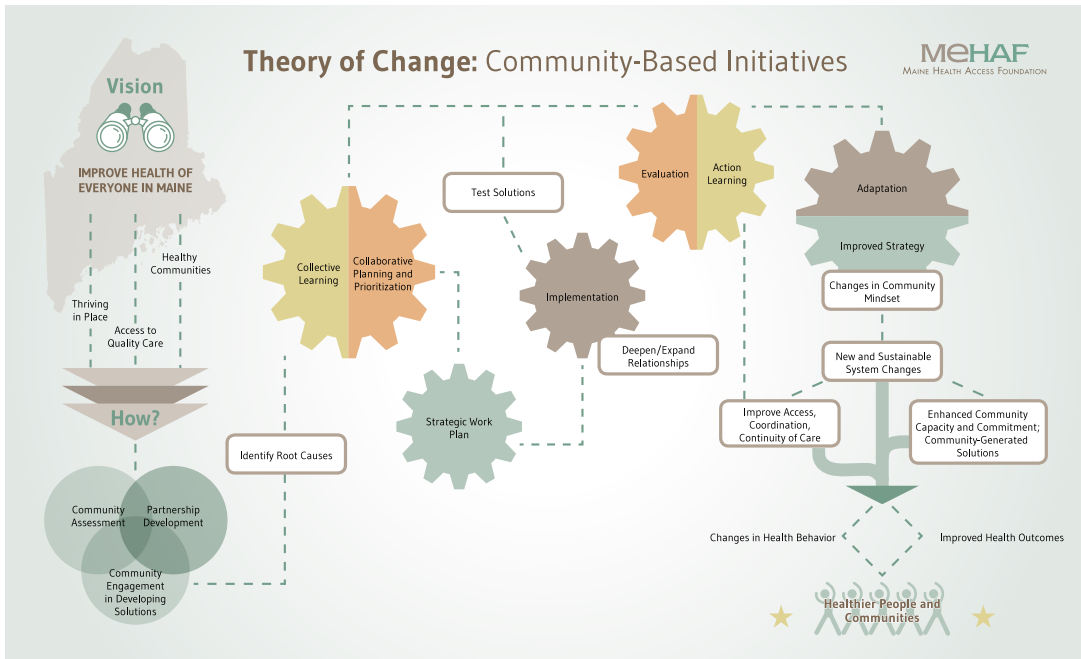 Theory of Change: Community-Based Initiatives
MeHAF
MAINE HEALTH ACCESS FOUNDATION
Vision
IMPROVE HEALTH OF
EVERYONE IN MAINE
Healthy
Communities
Thriving
in Place
Access to
Quality Care
How?
Community
Assessment
Partnership
Development
Community
Engagement
in Developing
Solutions
Identify Root Causes
Collective
Learning
Collaborative
Planning and
Prioritization
Strategic Work
Plan
Test Solutions
Implementation
Deepen/Expand
Relationships
Evaluation
Action
Learning
Adaptation
Improved Strategy
Changes in Community
Mindset
New and Sustainable
System Changes
Improve Access,
Coordination,
Continuity of Care
Enhanced Community
Capacity and Commitment;
Community-Generated
Solutions
Changes in Health Behavior
Improved Health Outcomes
Healthier People and
Communities